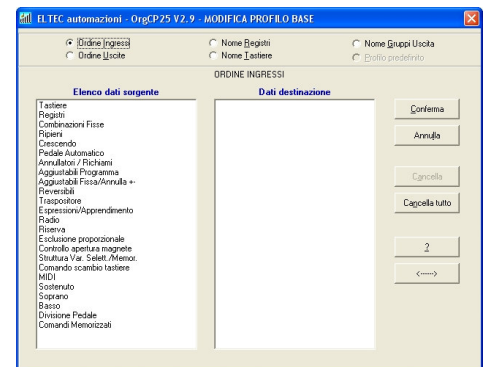 ELTEC automazioni - OrgCP25 V2.9 - MODIFICA PROFILO BASE
Ordine Ingressi
Nome Registri
Nome Gruppi Uscita
Ordine Uscite
Nome Tastiere
Profilo predefinito
ORDINE INGRESSI
Elenco dati sorgente
Dati destinazione
Tastiere
Registri
Combinazioni Fisse
Ripieni
Crescendo
Pedale Automatico
Annullatori / Richiami
Aggiustabili Programma
Aggiustabili Fissa/Annulla +-
Reversibili
Traspositore
Espressioni/Apprendimento
Radio
Riserva
Esclusione proporzionale
Controllo apertura magnete
Struttura Var. Selett./Memor.
Comando scambio tastiere
MIDI
Sostenuto
Soprano
Basso
Divisione Pedale
Comandi Memorizzati
Conferma
Annulla
Cancella
Cancella tutto
?
<------>